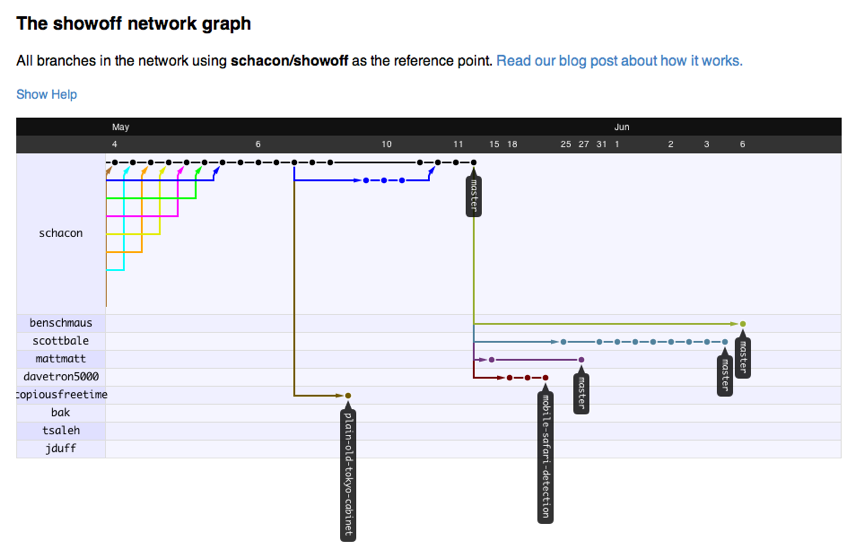 The showoff network graph
All branches in the network using schacon/showoff as the reference point. Read our blog post about how it works.
Show Help
May Jun
4 6 10 11 15 18 25 27 31 1 2 3 6
master
schacon
benschmaus
scottbale
mattmatt
davetron5000
copiousfreetime
bak
tsaleh
jduff
master
master
master
mobile-safari-detection
plain-old-tokyo-cabinet